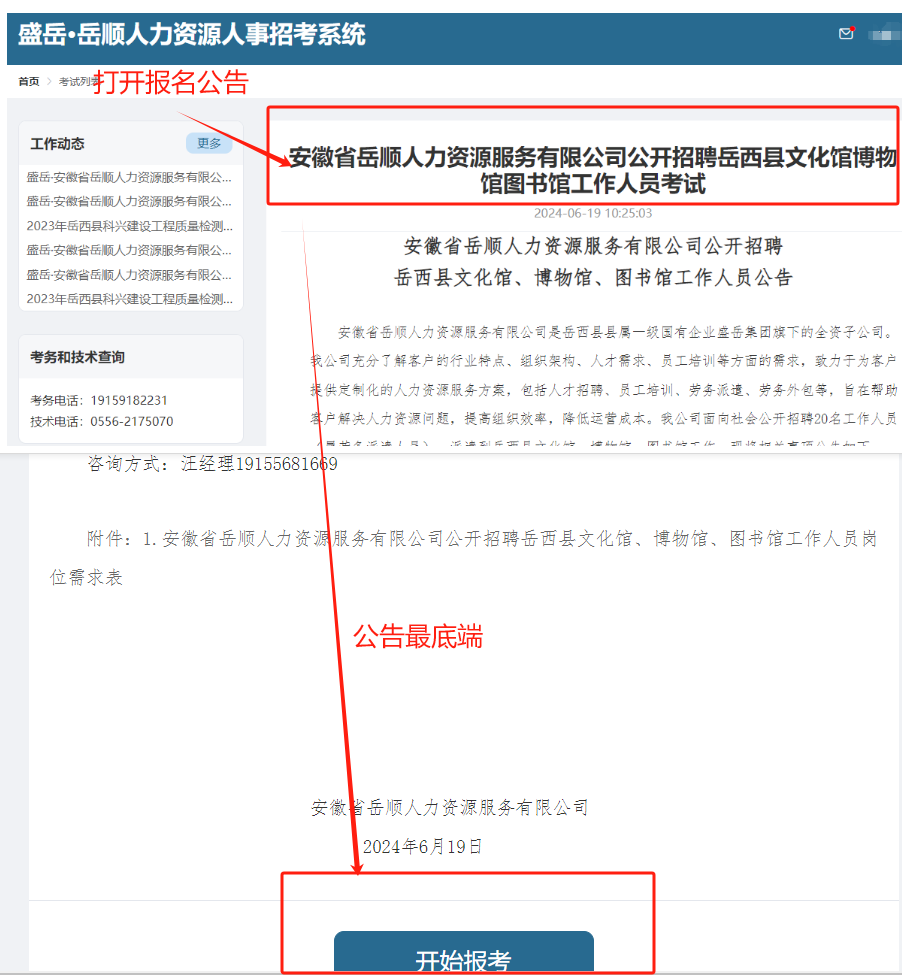 盛岳·岳顺人力资源人事招考系统
首页 > 考试列表
打开报名公告
工作动态 更多
盛岳-安徽省岳顺人力资源服务有限公...
盛岳-安徽省岳顺人力资源服务有限公...
2023年岳西县科兴建设工程质量检测...
盛岳-安徽省岳顺人力资源服务有限公...
盛岳-安徽省岳顺人力资源服务有限公...
2023年岳西县科兴建设工程质量检测...
考务和技术查询
考务电话：19159182231
技术电话：0556-2175070
安徽省岳顺人力资源服务有限公司公开招聘岳西县文化馆博物
馆图书馆工作人员考试
2024-06-19 10:25:03
安徽省岳顺人力资源服务有限公司公开招聘
岳西县文化馆、博物馆、图书馆工作人员公告
安徽省岳顺人力资源服务有限公司是岳西县县属一级国有企业盛岳集团旗下的全资子公司。
我公司充分了解客户的行业特点、组织架构、人才需求、员工培训等方面的需求，致力于为客户
提供定制化的人力资源服务方案，包括人才招聘、员工培训、劳务派遣、劳务外包等，旨在帮助
客户解决人力资源问题，提高组织效率，降低运营成本。我公司面向社会公开招聘20名工作人员
咨询方式：汪经理19155681669
附件：1.安徽省岳顺人力资源服务有限公司公开招聘岳西县文化馆、博物馆、图书馆工作人员岗
位需求表
公告最底端
安徽省岳顺人力资源服务有限公司
2024年6月19日
开始报考